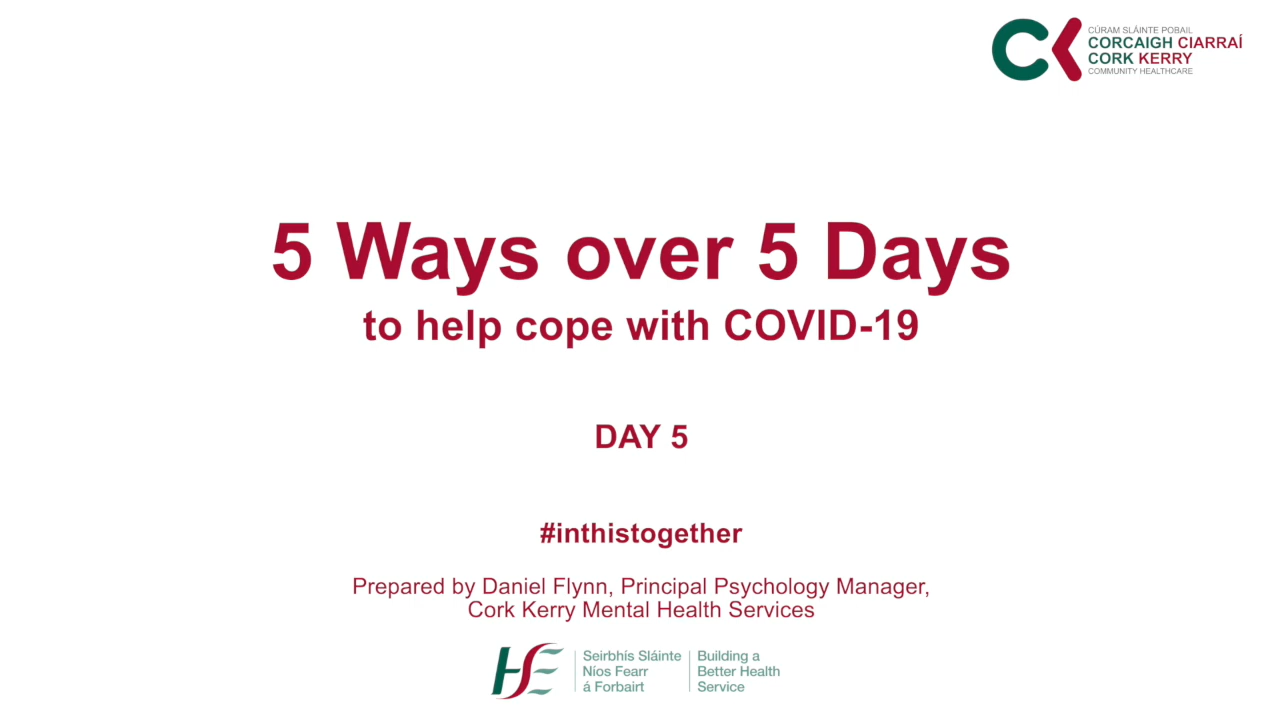 CÚRAM SLÁINTE POBAIL
CORCAIGH CIARRAÍ
CORK KERRY
COMMUNITY HEALTHCARE
5 Ways over 5 Days
to help cope with COVID-19
DAY 5
#inthistogether
Prepared by Daniel Flynn, Principal Psychology Manager,
Cork Kerry Mental Health Services
Seirbhís Sláinte
Níos Fearr
á Forbairt
Building a
Better Health
Service